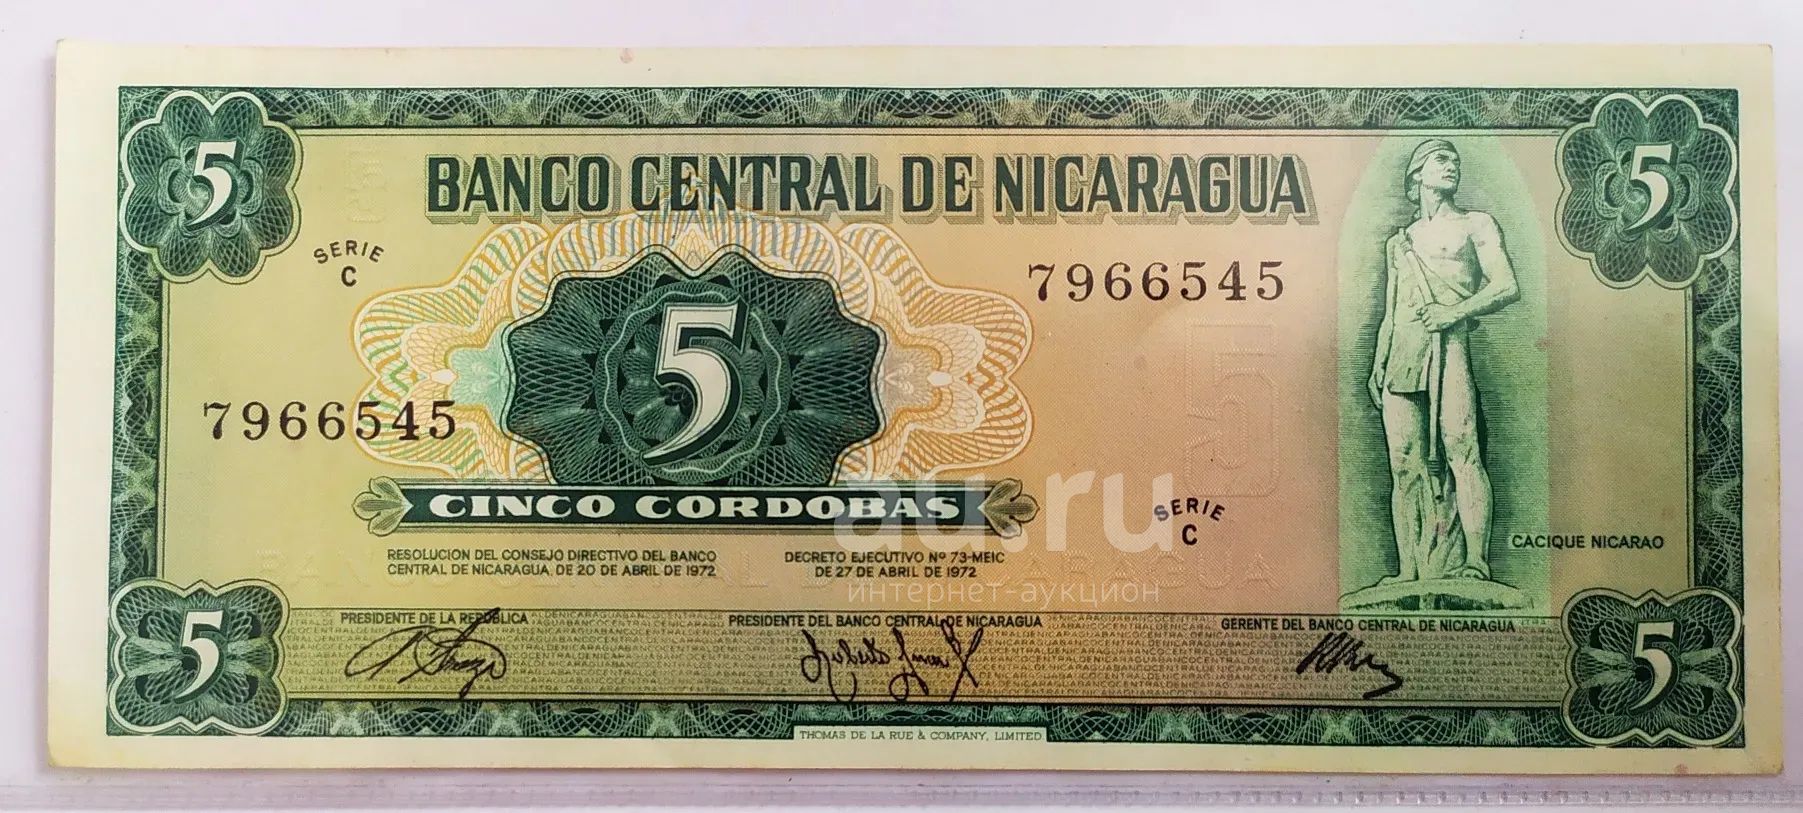 5
5
BANCO CENTRAL DE NICARAGUA
SERIE
C
7966545
5
7966545
CINCO CORDOBAS
au.ru
SERIE
C
CACIQUE NICARAO
RESOLUCION DEL CONSEJO DIRECTIVO DEL BANCO
CENTRAL DE NICARAGUA, DE 20 DE ABRIL DE 1972
DECRETO EJECUTIVO Nº 73-MEIC
DE 27 DE ABRIL DE 1972
интернет-аукцион
PRESIDENTE DE LA REPÚBLICA
PRESIDENTE DEL BANCO CENTRAL DE NICARAGUA
GERENTE DEL BANCO CENTRAL DE NICARAGUA
5
5
THOMAS DE LA RUE & COMPANY, LIMITED